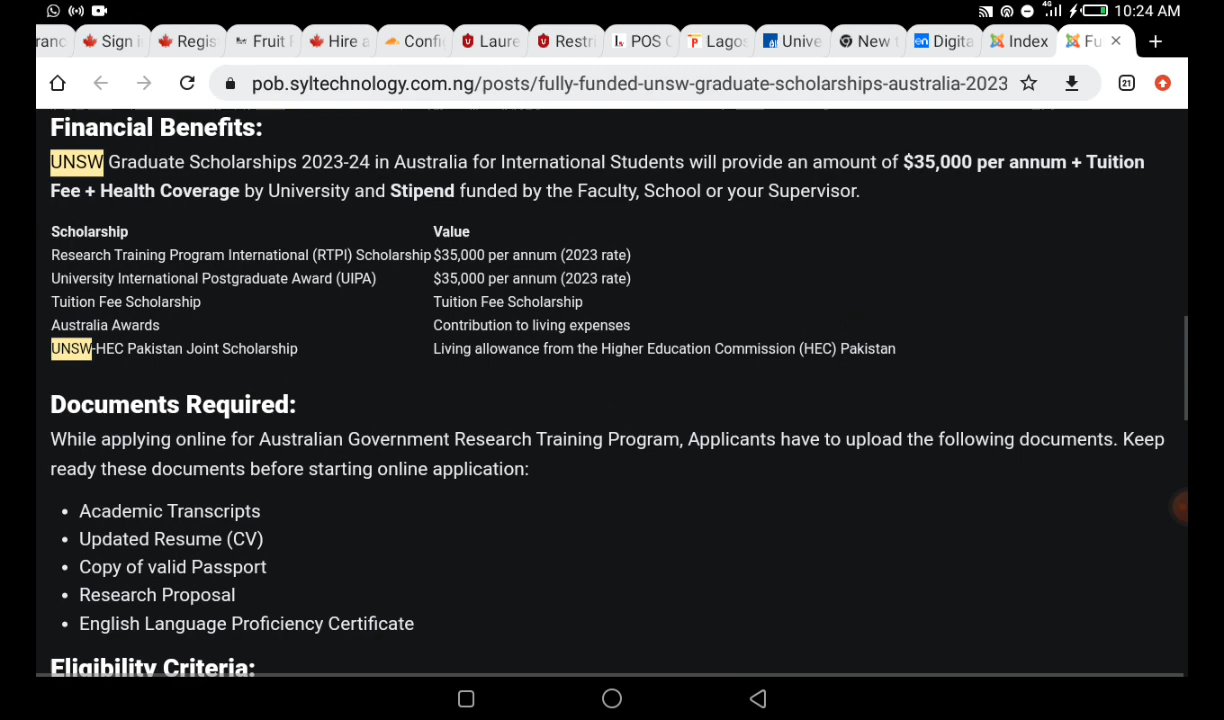 10:24 AM
4G
ranc Sign i Regis Fruit F Hire a Confi Laure Restri ls POS ( Lagos Unive New t Digita Index Fu
pob.syltechnology.com.ng/posts/fully-funded-unsw-graduate-scholarships-australia-2023
21
Financial Benefits:
UNSW Graduate Scholarships 2023-24 in Australia for International Students will provide an amount of $35,000 per annum + Tuition
Fee + Health Coverage by University and Stipend funded by the Faculty, School or your Supervisor.
Scholarship Value
Research Training Program International (RTPI) Scholarship $35,000 per annum (2023 rate)
University International Postgraduate Award (UIPA) $35,000 per annum (2023 rate)
Tuition Fee Scholarship Tuition Fee Scholarship
Australia Awards Contribution to living expenses
UNSW-HEC Pakistan Joint Scholarship Living allowance from the Higher Education Commission (HEC) Pakistan
Documents Required:
While applying online for Australian Government Research Training Program, Applicants have to upload the following documents. Keep
ready these documents before starting online application:
• Academic Transcripts
• Updated Resume (CV)
• Copy of valid Passport
• Research Proposal
• English Language Proficiency Certificate
Eligibility Criteria: